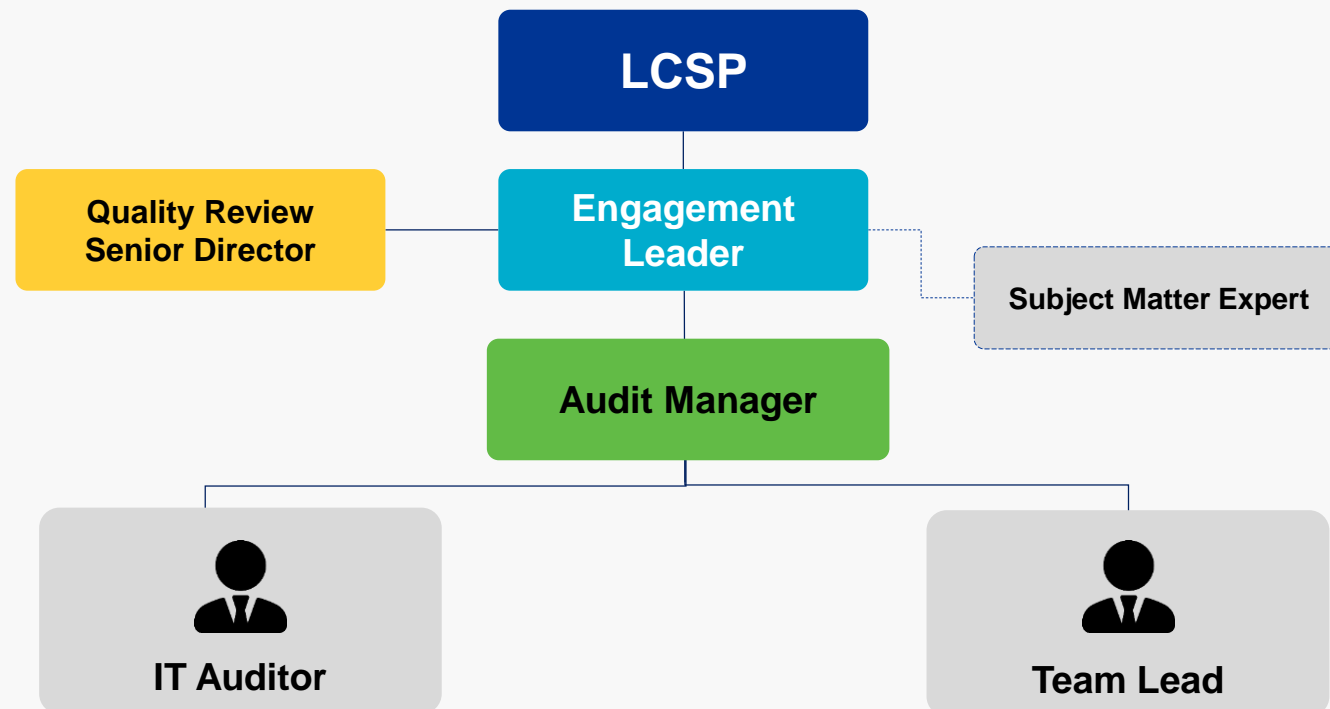 LCSP
Quality Review
Senior Director
Engagement
Leader
Subject Matter Expert
Audit Manager
IT Auditor
Team Lead